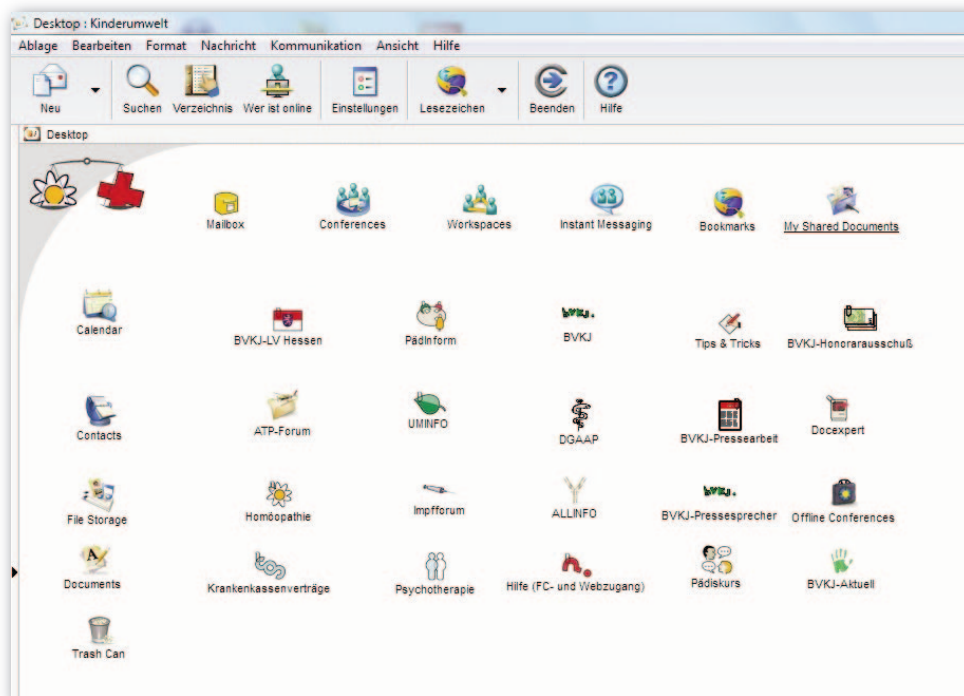 Desktop : Kinderumwelt
Ablage Bearbeiten Format Nachricht Kommunikation Ansicht Hilfe
Neu Suchen Verzeichnis Wer ist online Einstellungen Lesezeichen Beenden Hilfe
Desktop
Mailbox Conferences Workspaces Instant Messaging Bookmarks My Shared Documents
Calendar BVKJ-LV Hessen PädInform BVKJ Tips & Tricks BVKJ-Honorarausschuß
Contacts ATP-Forum UMINFO DGAAP BVKJ-Pressearbeit Docexpert
File Storage Homöopathie Impfforum ALLINFO BVKJ-Pressesprecher Offline Conferences
Documents Krankenkassenverträge Psychotherapie Hilfe (FC- und Webzugang) Pädiskurs BVKJ-Aktuell
Trash Can